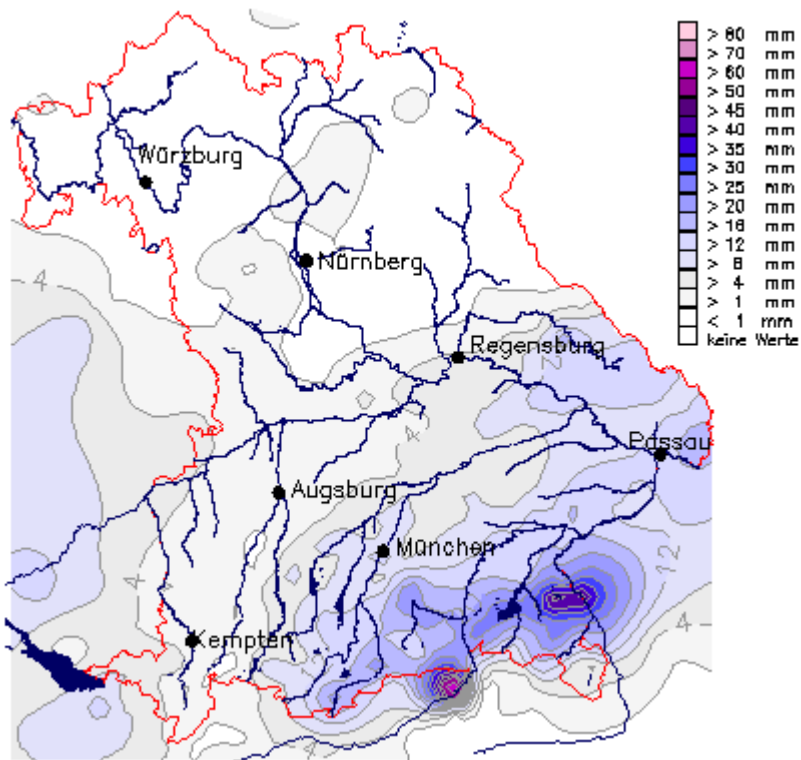 > 80 mm
> 70 mm
> 60 mm
> 50 mm
> 45 mm
> 40 mm
> 35 mm
> 30 mm
> 25 mm
> 20 mm
> 16 mm
> 12 mm
> 8 mm
> 4 mm
> 1 mm
< 1 mm
keine Werte
Würzburg
Nürnberg
4
Regensburg
4
Passau
Augsburg
München
12
4
4
Kempten
4